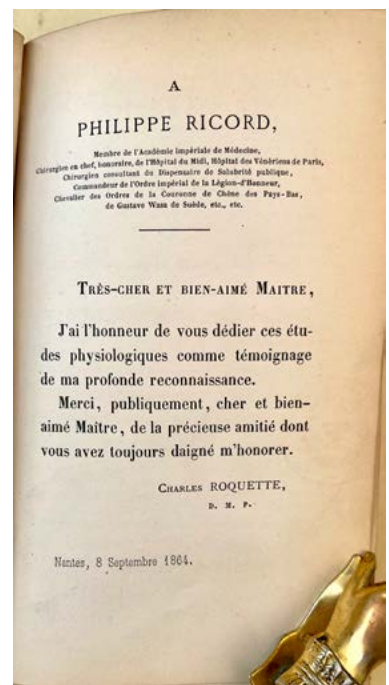 A
PHILIPPE RICORD,
Membre de l'Académie impériale de Médecine,
Chirurgien en chef, honoraire, de l'Hôpital du Midi, Hôpital des Vénériens de Paris,
Chirurgien consultant du Dispensaire de Salubrité publique,
Commandeur de l'Ordre impérial de la Légion-d'Honneur,
Chevalier des Ordres de la Couronne de Chêne des Pays-Bas,
de Gustave Wasa de Suède, etc., etc.
TRÈS-CHER ET BIEN-AIMÉ MAITRE,
J'ai l'honneur de vous dédier ces étu-
des physiologiques comme témoignage
de ma profonde reconnaissance.
Merci, publiquement, cher et bien-
aimé Maître, de la précieuse amitié dont
vous avez toujours daigné m'honorer.
CHARLES ROQUETTE,
D. M. P.
Nantes, 8 Septembre 1864.